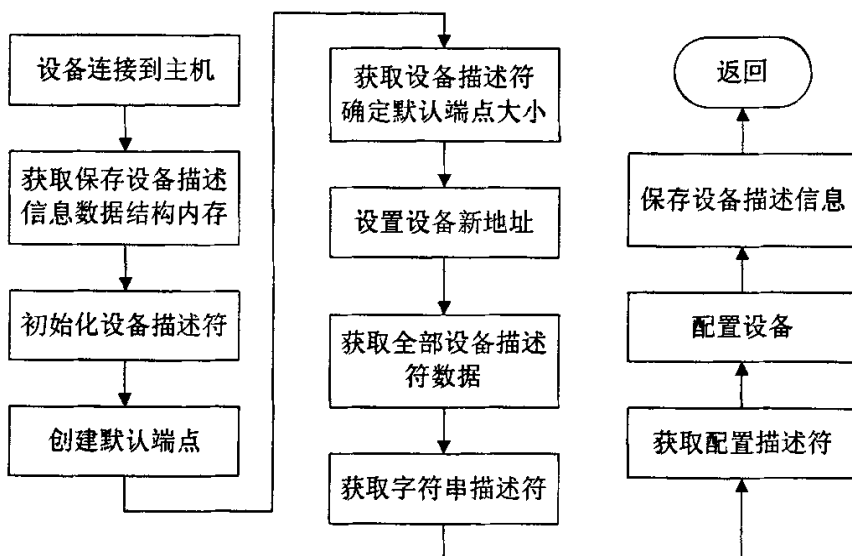 设备连接到主机
获取保存设备描述
信息数据结构内存
初始化设备描述符
创建默认端点
获取设备描述符
确定默认端点大小
设置设备新地址
获取全部设备描述
符数据
获取字符串描述符
获取配置描述符
配置设备
保存设备描述信息
返回